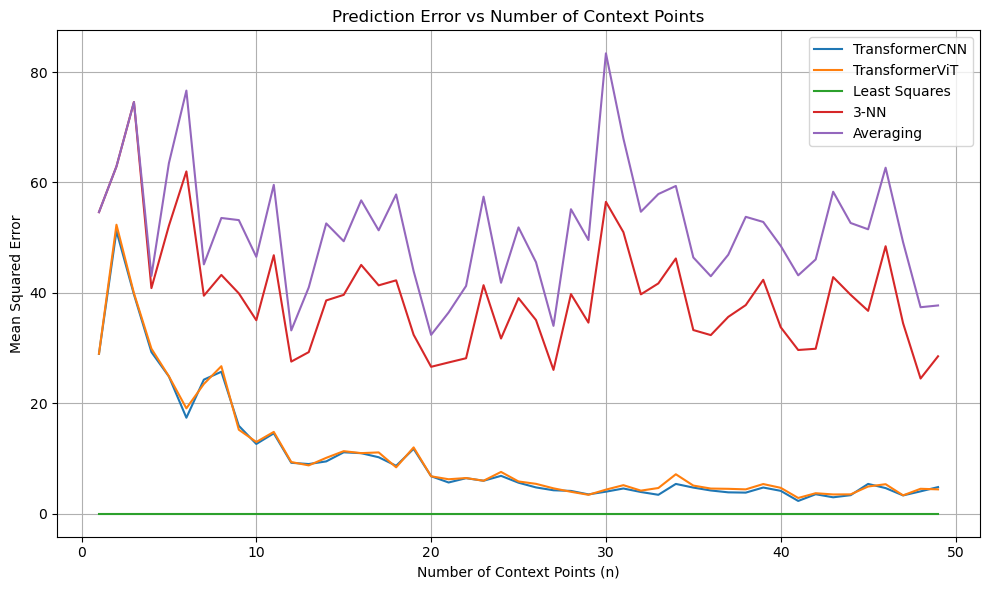 Prediction Error vs Number of Context Points
TransformerCNN
TransformerViT
Least Squares
3-NN
Averaging
Mean Squared Error
80
60
40
20
0
0 10 20 30 40 50
Number of Context Points (n)